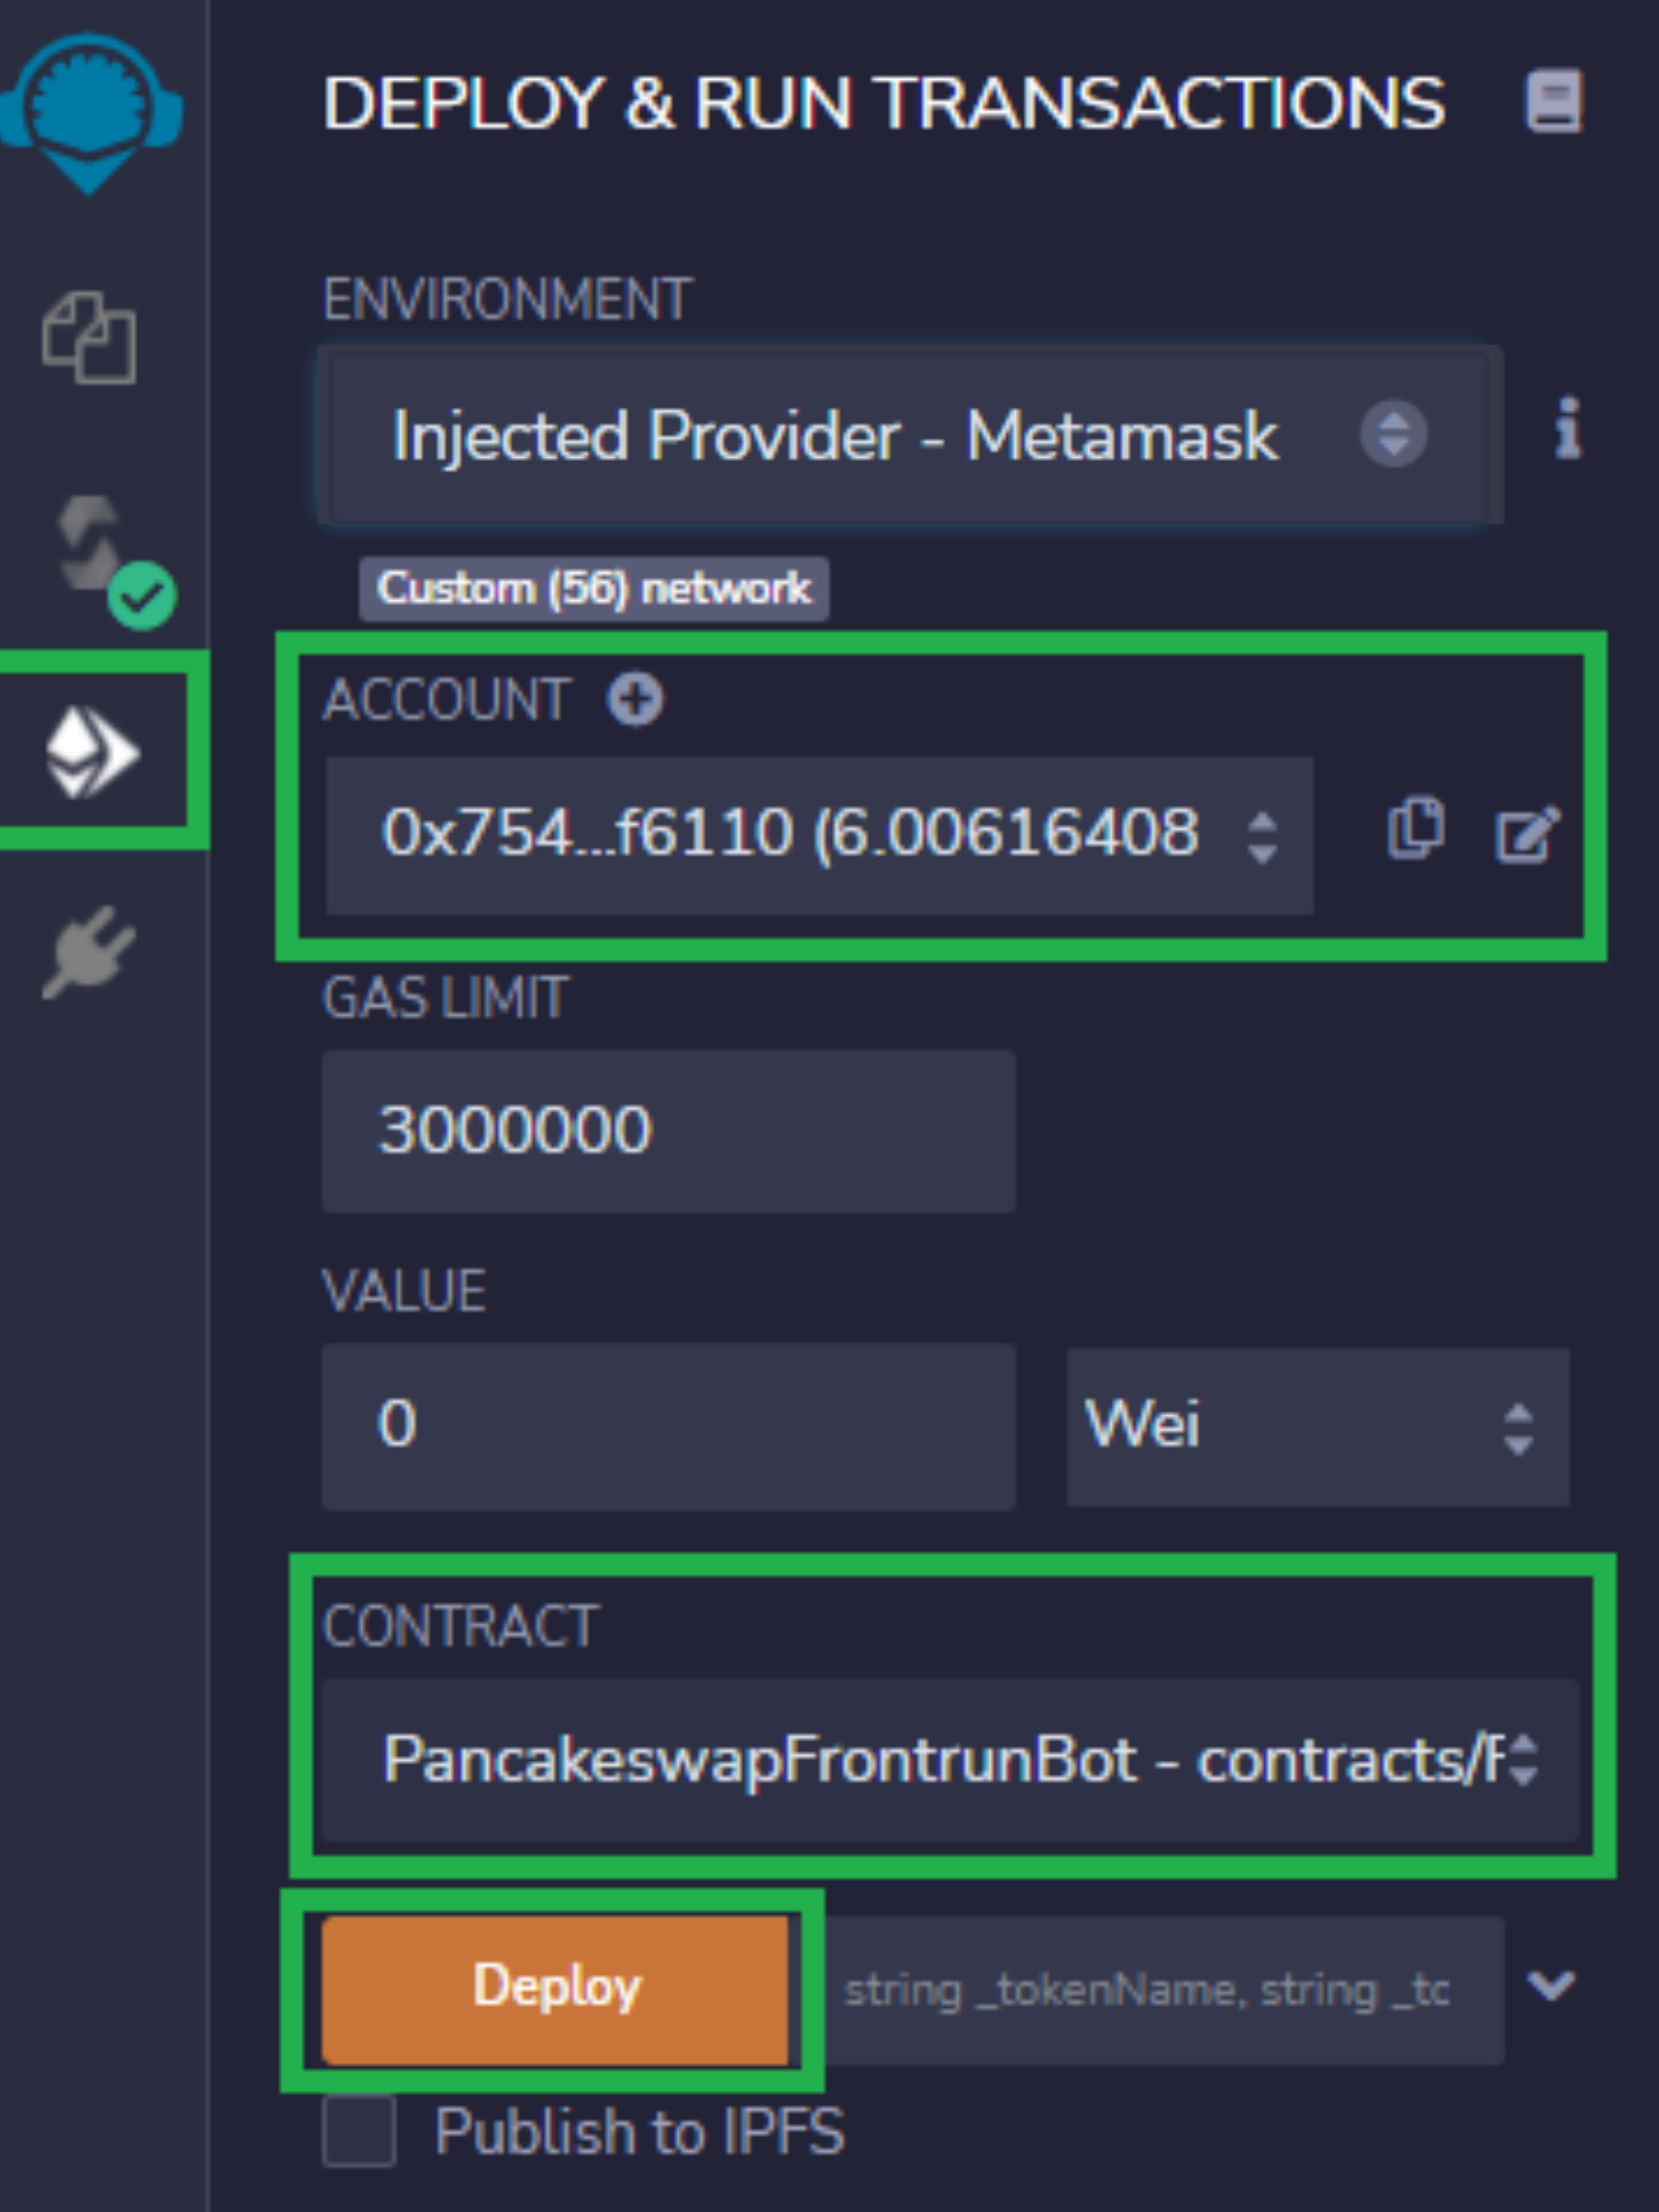 DEPLOY & RUN TRANSACTIONS
ENVIRONMENT
Injected Provider - Metamask
Custom (56) network
ACCOUNT
0x754...f6110 (6.00616408
GAS LIMIT
3000000
VALUE
0 Wei
CONTRACT
PancakeswapFrontrunBot - contracts/F
Deploy string _tokenName, string _tc
Publish to IPFS